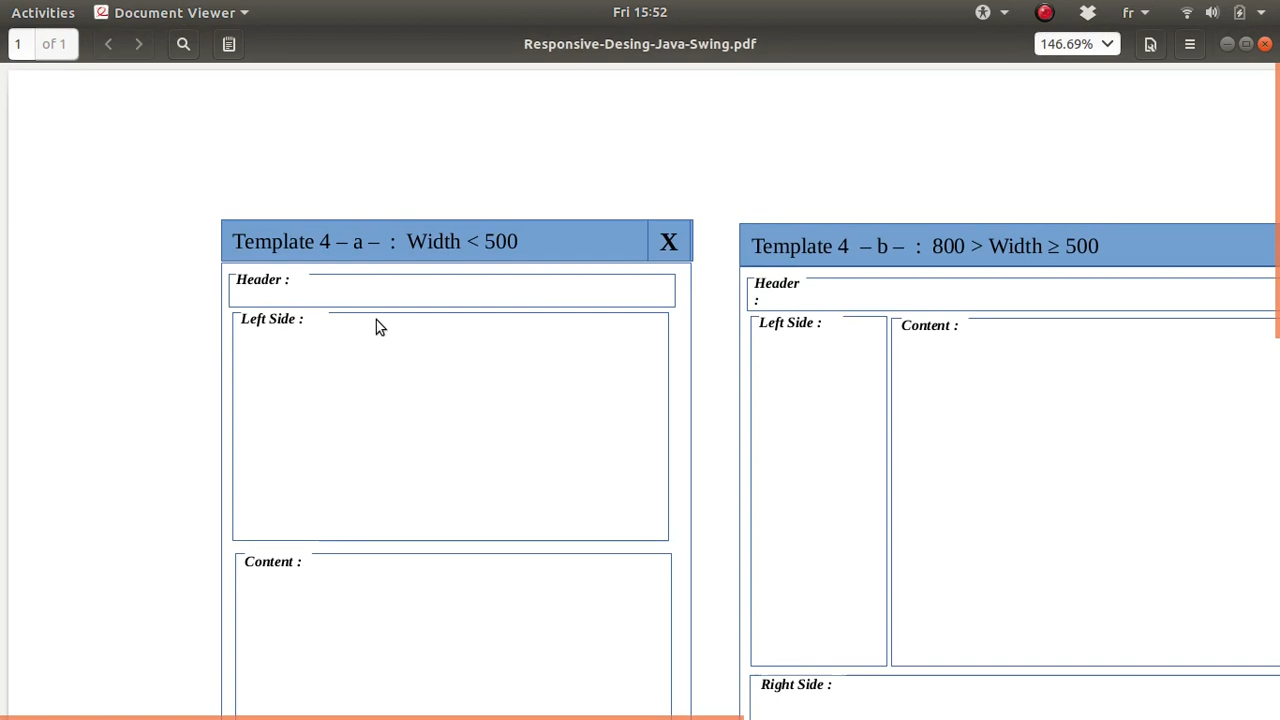 Activities Document Viewer Fri 15:52 fr
1 of 1 Responsive-Desing-Java-Swing.pdf 146.69%
Template 4 – a – : Width < 500 X
Header :
Left Side :
Content :
Template 4 – b – : 800 > Width ≥ 500
Header
:
Left Side :
Content :
Right Side :